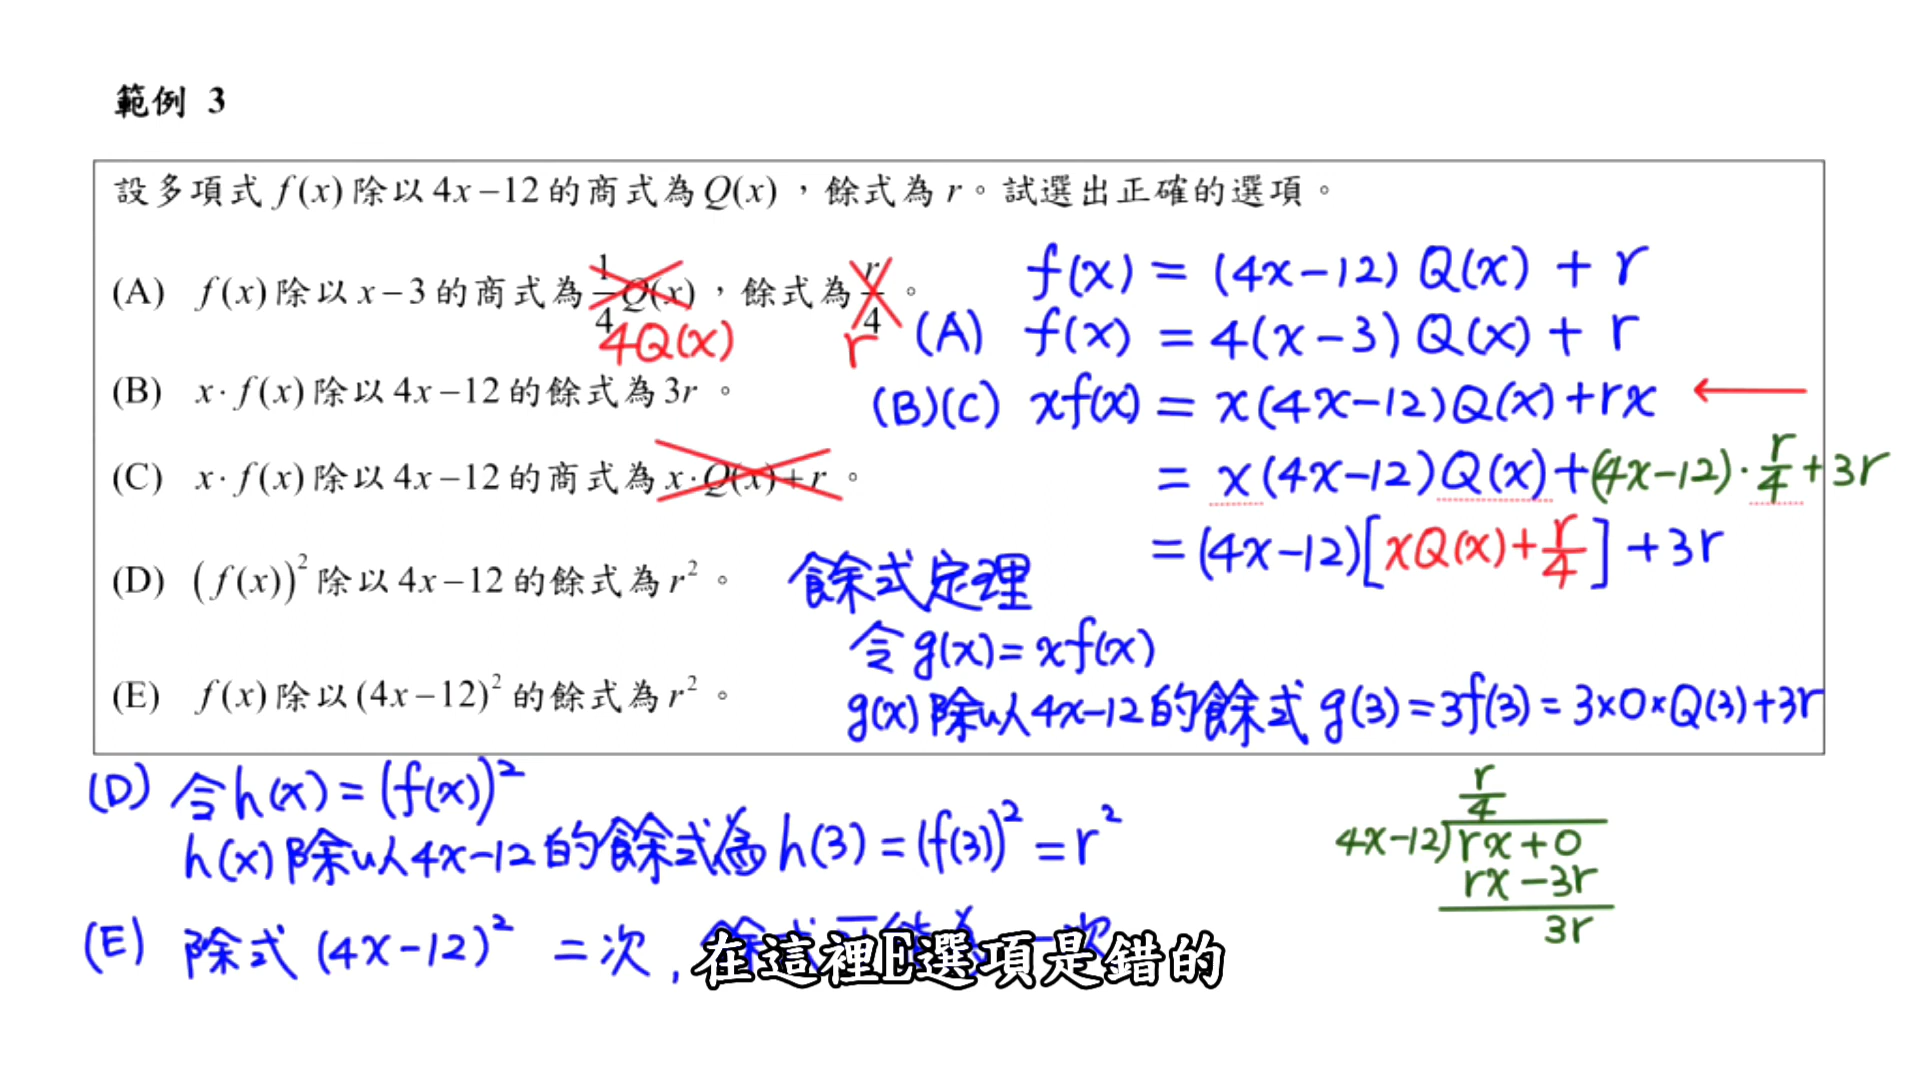 範例 3
設多項式 f(x) 除以 4x−12 的商式為 Q(x)，餘式為 r。試選出正確的選項。
(A) f(x) 除以 x−3 的商式為 1/4 Q(x)，餘式為 r/4。
4Q(x) r
(B) x·f(x) 除以 4x−12 的餘式為 3r。
(C) x·f(x) 除以 4x−12 的商式為 x·Q(x)+r。
(D) (f(x))² 除以 4x−12 的餘式為 r²。
(E) f(x) 除以 (4x−12)² 的餘式為 r²。
f(x) = (4x−12) Q(x) + r
(A) f(x) = 4(x−3) Q(x) + r
(B)(C) xf(x) = x(4x−12)Q(x)+rx ←
= x(4x−12)Q(x)+(4x−12)·r/4+3r
=(4x−12)[xQ(x)+r/4]+3r
餘式定理
令 g(x)=xf(x)
g(x) 除以 4x−12 的餘式 g(3)=3f(3)=3×0×Q(3)+3r
(D) 令 h(x)=(f(x))²
h(x) 除以 4x−12 的餘式為 h(3)=(f(3))²=r²
(E) 除式 (4x−12)² 二次,
r/4
4x−12)rx+0
rx−3r
3r
在這裡E選項是錯的